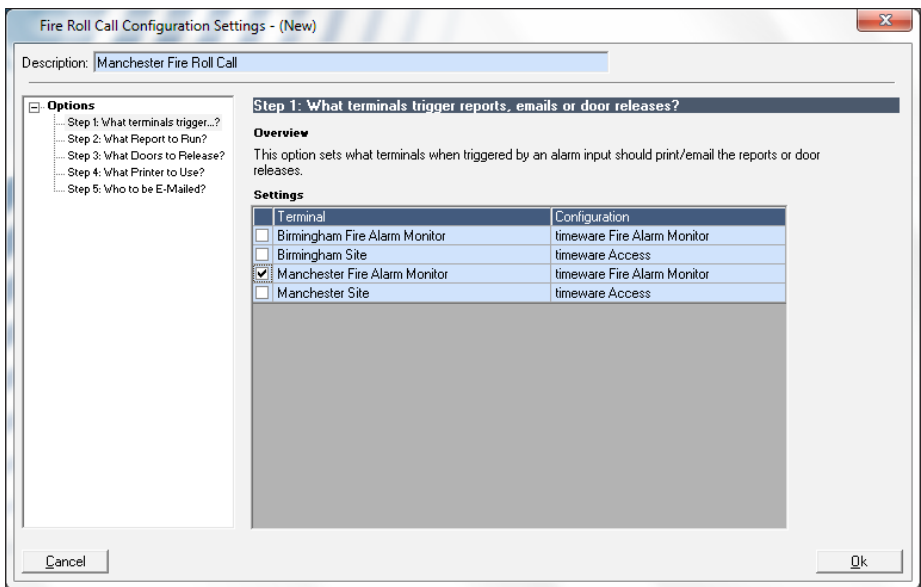 Fire Roll Call Configuration Settings - (New)
Description: Manchester Fire Roll Call
Options
Step 1: What terminals trigger...?
Step 2: What Report to Run?
Step 3: What Doors to Release?
Step 4: What Printer to Use?
Step 5: Who to be E-Mailed?
Step 1: What terminals trigger reports, emails or door releases?
Overview
This option sets what terminals when triggered by an alarm input should print/email the reports or door
releases.
Settings
Terminal Configuration
Birmingham Fire Alarm Monitor timeware Fire Alarm Monitor
Birmingham Site timeware Access
Manchester Fire Alarm Monitor timeware Fire Alarm Monitor
Manchester Site timeware Access
Cancel Ok